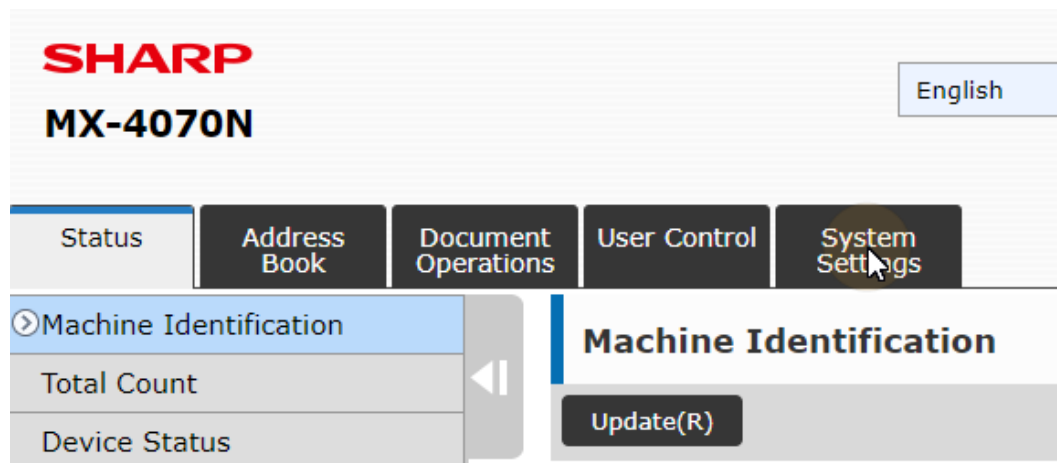 SHARP
MX-4070N
English
Status
Address
Book
Document
Operations
User Control
System
Settings
Machine Identification
Total Count
Device Status
Machine Identification
Update(R)